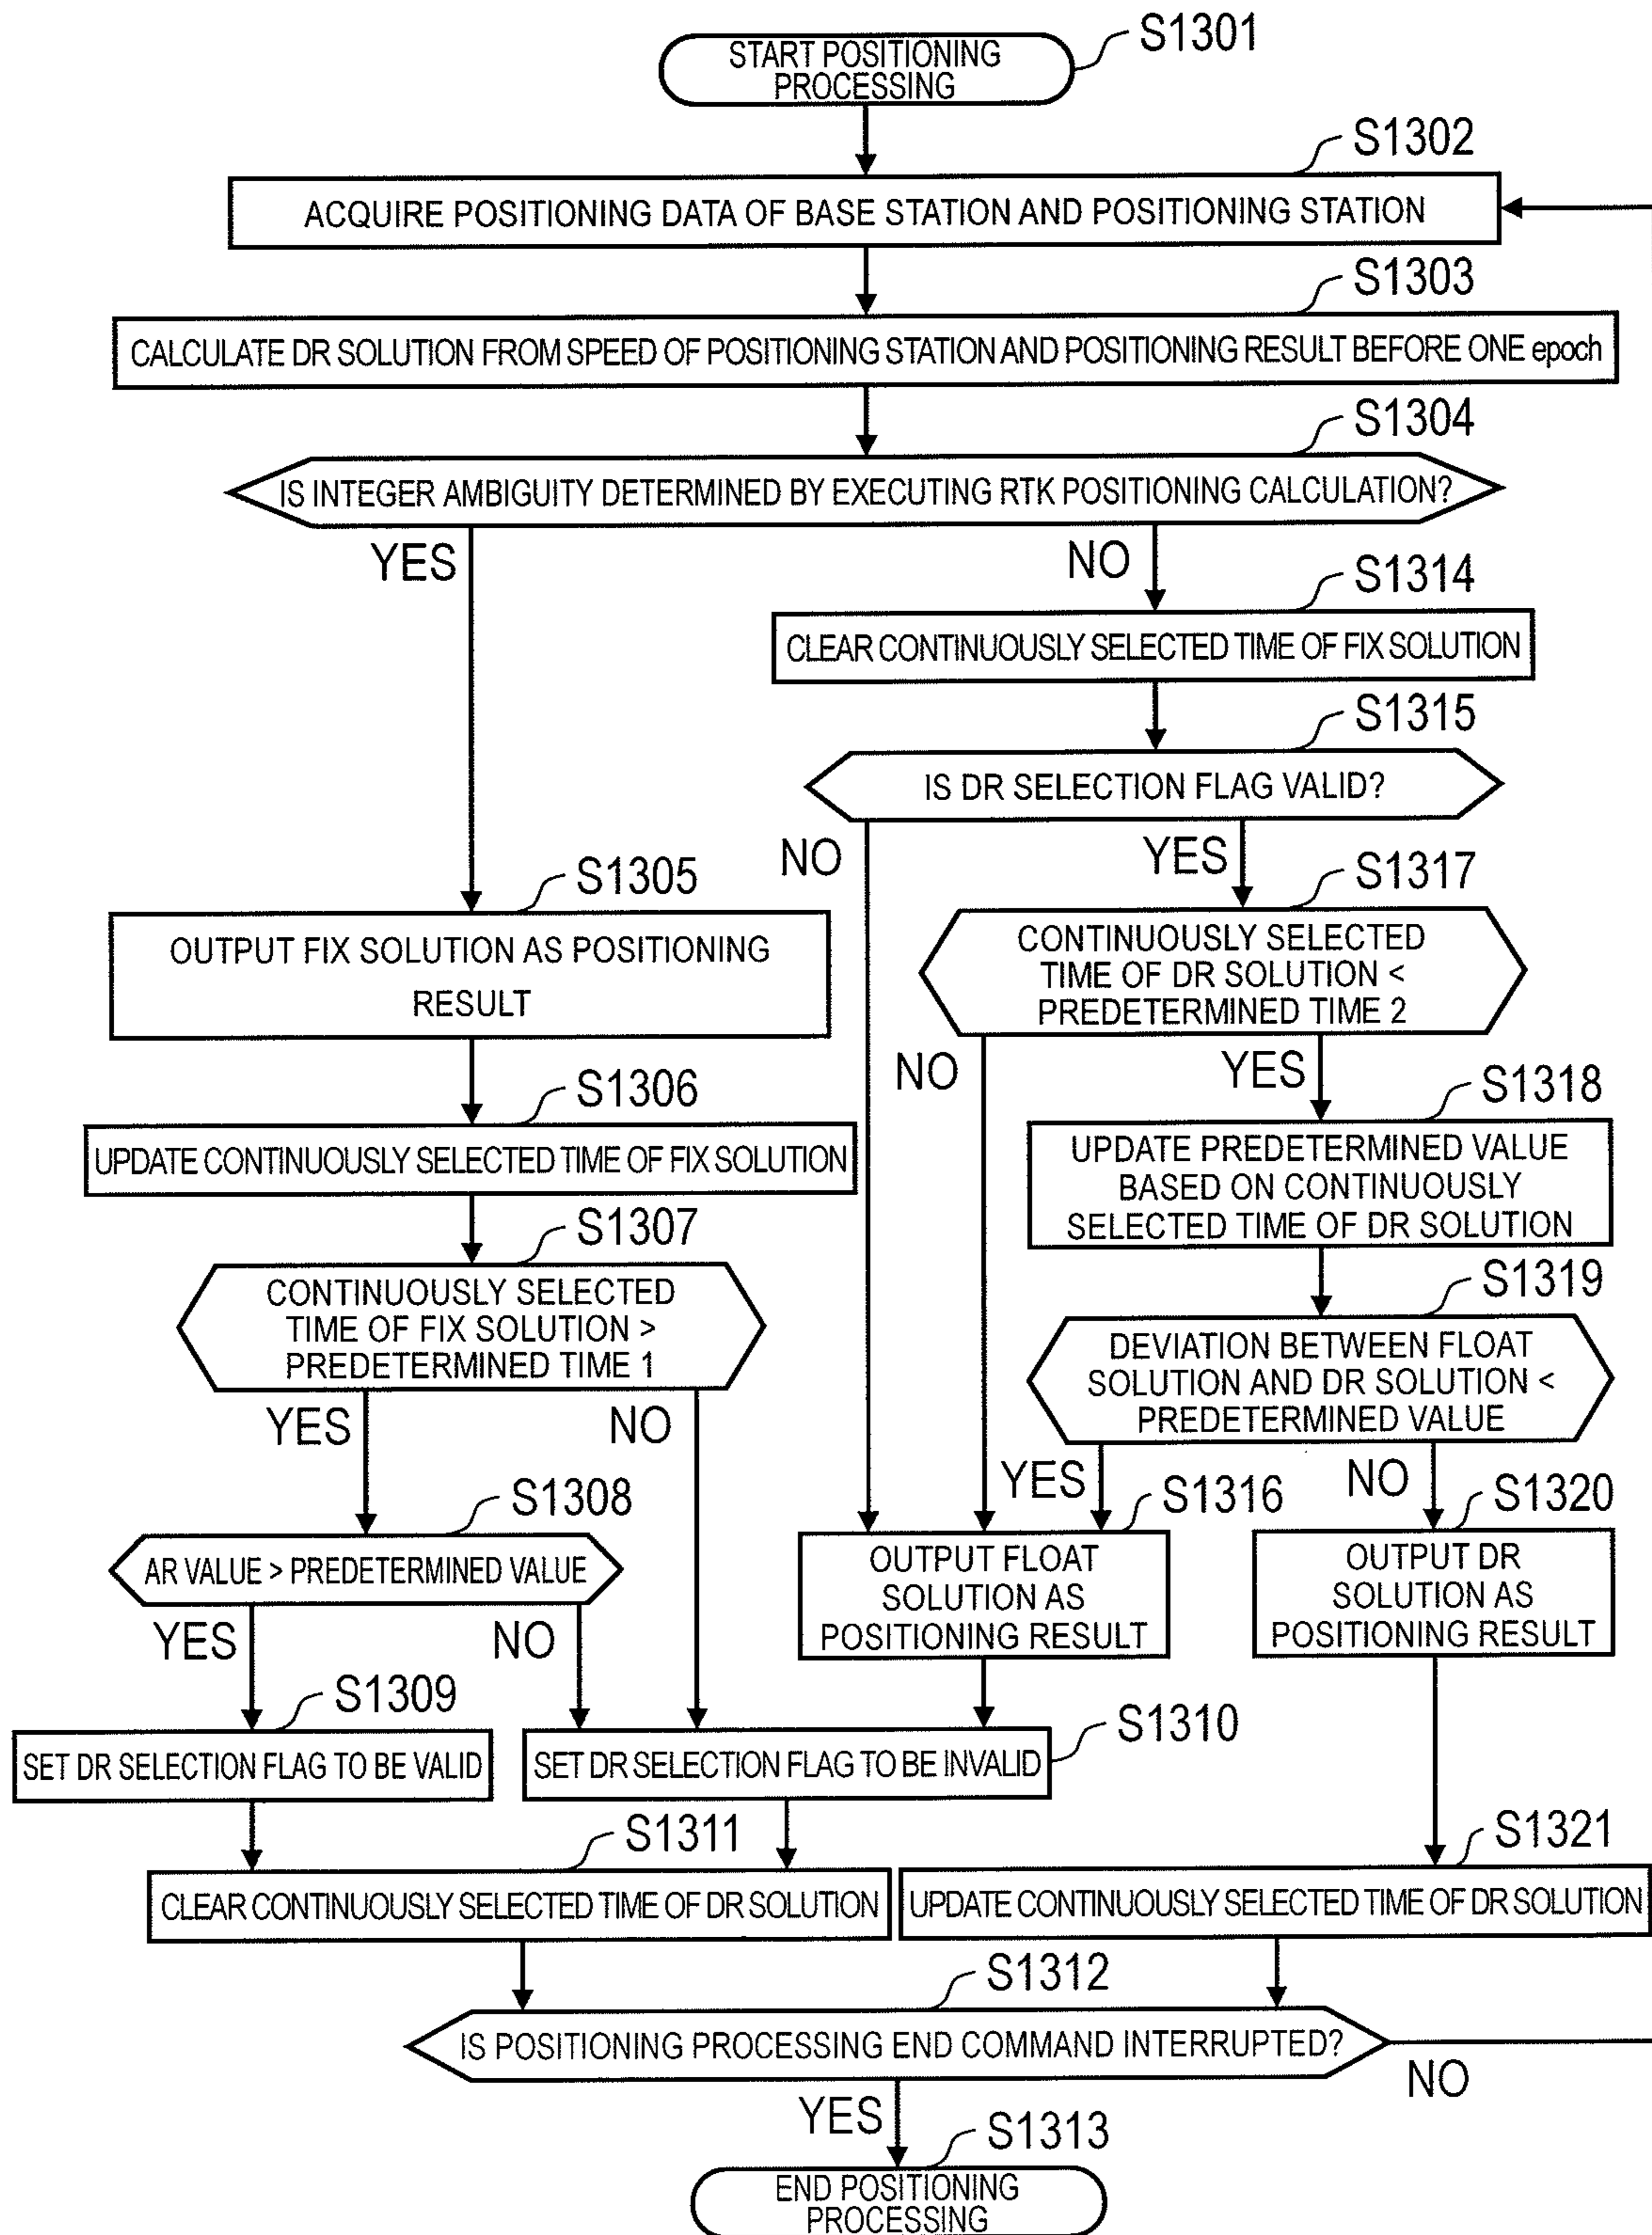 START POSITIONING
PROCESSING
S1301
S1302
ACQUIRE POSITIONING DATA OF BASE STATION AND POSITIONING STATION
S1303
CALCULATE DR SOLUTION FROM SPEED OF POSITIONING STATION AND POSITIONING RESULT BEFORE ONE epoch
S1304
IS INTEGER AMBIGUITY DETERMINED BY EXECUTING RTK POSITIONING CALCULATION?
YES
NO
S1314
CLEAR CONTINUOUSLY SELECTED TIME OF FIX SOLUTION
S1315
IS DR SELECTION FLAG VALID?
NO
YES
S1305
OUTPUT FIX SOLUTION AS POSITIONING
RESULT
S1317
CONTINUOUSLY SELECTED
TIME OF DR SOLUTION <
PREDETERMINED TIME 2
NO
YES
S1306
UPDATE CONTINUOUSLY SELECTED TIME OF FIX SOLUTION
S1318
UPDATE PREDETERMINED VALUE
BASED ON CONTINUOUSLY
SELECTED TIME OF DR SOLUTION
S1307
CONTINUOUSLY SELECTED
TIME OF FIX SOLUTION >
PREDETERMINED TIME 1
YES
NO
S1319
DEVIATION BETWEEN FLOAT
SOLUTION AND DR SOLUTION <
PREDETERMINED VALUE
YES
NO
S1308
AR VALUE > PREDETERMINED VALUE
YES
NO
S1316
OUTPUT FLOAT
SOLUTION AS
POSITIONING RESULT
S1320
OUTPUT DR
SOLUTION AS
POSITIONING RESULT
S1309
SET DR SELECTION FLAG TO BE VALID
S1310
SET DR SELECTION FLAG TO BE INVALID
S1311
CLEAR CONTINUOUSLY SELECTED TIME OF DR SOLUTION
S1321
UPDATE CONTINUOUSLY SELECTED TIME OF DR SOLUTION
S1312
IS POSITIONING PROCESSING END COMMAND INTERRUPTED?
NO
YES
S1313
END POSITIONING
PROCESSING